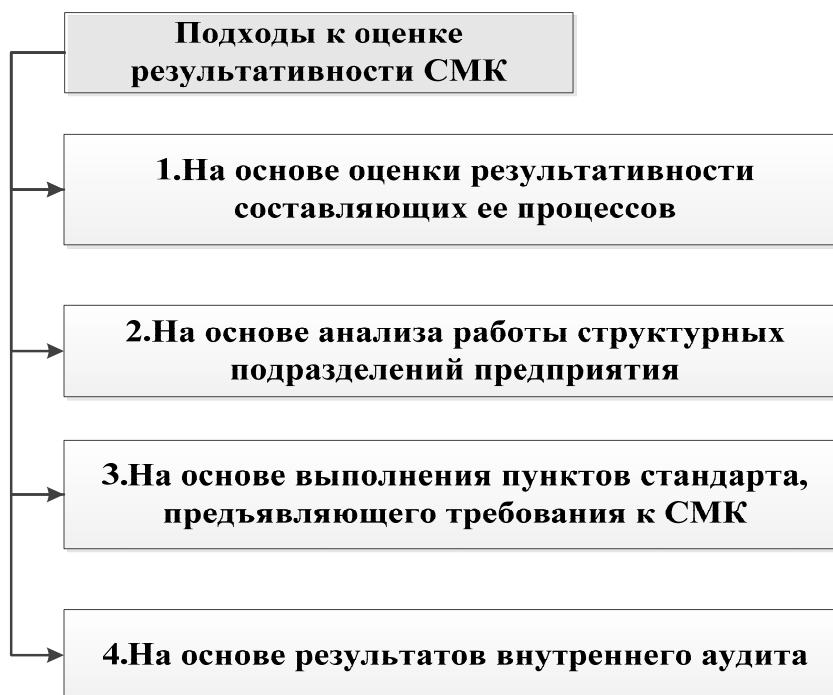 Подходы к оценке
результативности СМК
1.На основе оценки результативности
составляющих ее процессов
2.На основе анализа работы структурных
подразделений предприятия
3.На основе выполнения пунктов стандарта,
предъявляющего требования к СМК
4.На основе результатов внутреннего аудита